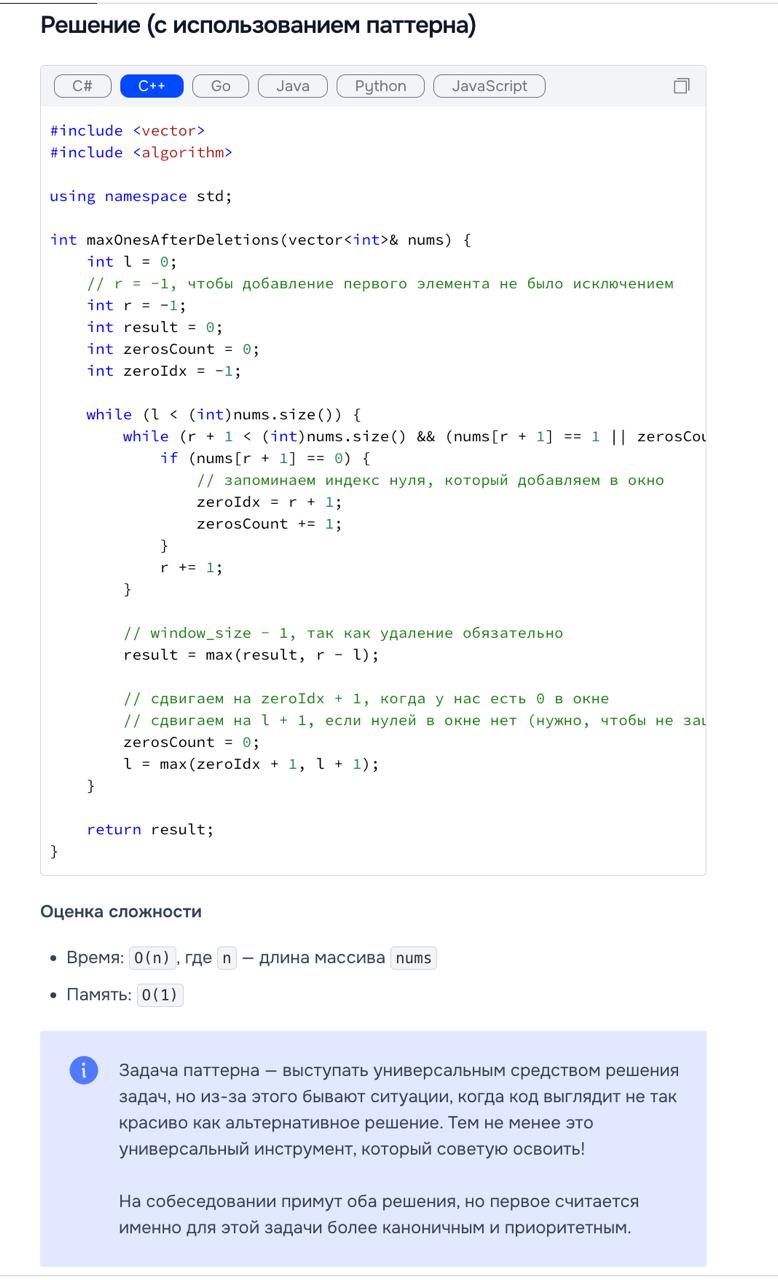 Решение (с использованием паттерна)
C# C++ Go Java Python JavaScript
#include <vector>
#include <algorithm>
using namespace std;
int maxOnesAfterDeletions(vector<int>& nums) {
    int l = 0;
    // r = -1, чтобы добавление первого элемента не было исключением
    int r = -1;
    int result = 0;
    int zerosCount = 0;
    int zeroIdx = -1;
    while (l < (int)nums.size()) {
        while (r + 1 < (int)nums.size() && (nums[r + 1] == 1 || zerosCou
            if (nums[r + 1] == 0) {
                // запоминаем индекс нуля, который добавляем в окно
                zeroIdx = r + 1;
                zerosCount += 1;
            }
            r += 1;
        }
        // window_size - 1, так как удаление обязательно
        result = max(result, r - l);
        // сдвигаем на zeroIdx + 1, когда у нас есть 0 в окне
        // сдвигаем на l + 1, если нулей в окне нет (нужно, чтобы не
        zerosCount = 0;
        l = max(zeroIdx + 1, l + 1);
    }
    return result;
}
Оценка сложности
• Время: O(n), где n — длина массива nums
• Память: O(1)
Задача паттерна — выступать универсальным средством решения
задач, но из-за этого бывают ситуации, когда код выглядит не так
красиво как альтернативное решение. Тем не менее это
универсальный инструмент, который советую освоить!
На собеседовании примут оба решения, но первое считается
именно для этой задачи более каноничным и приоритетным.